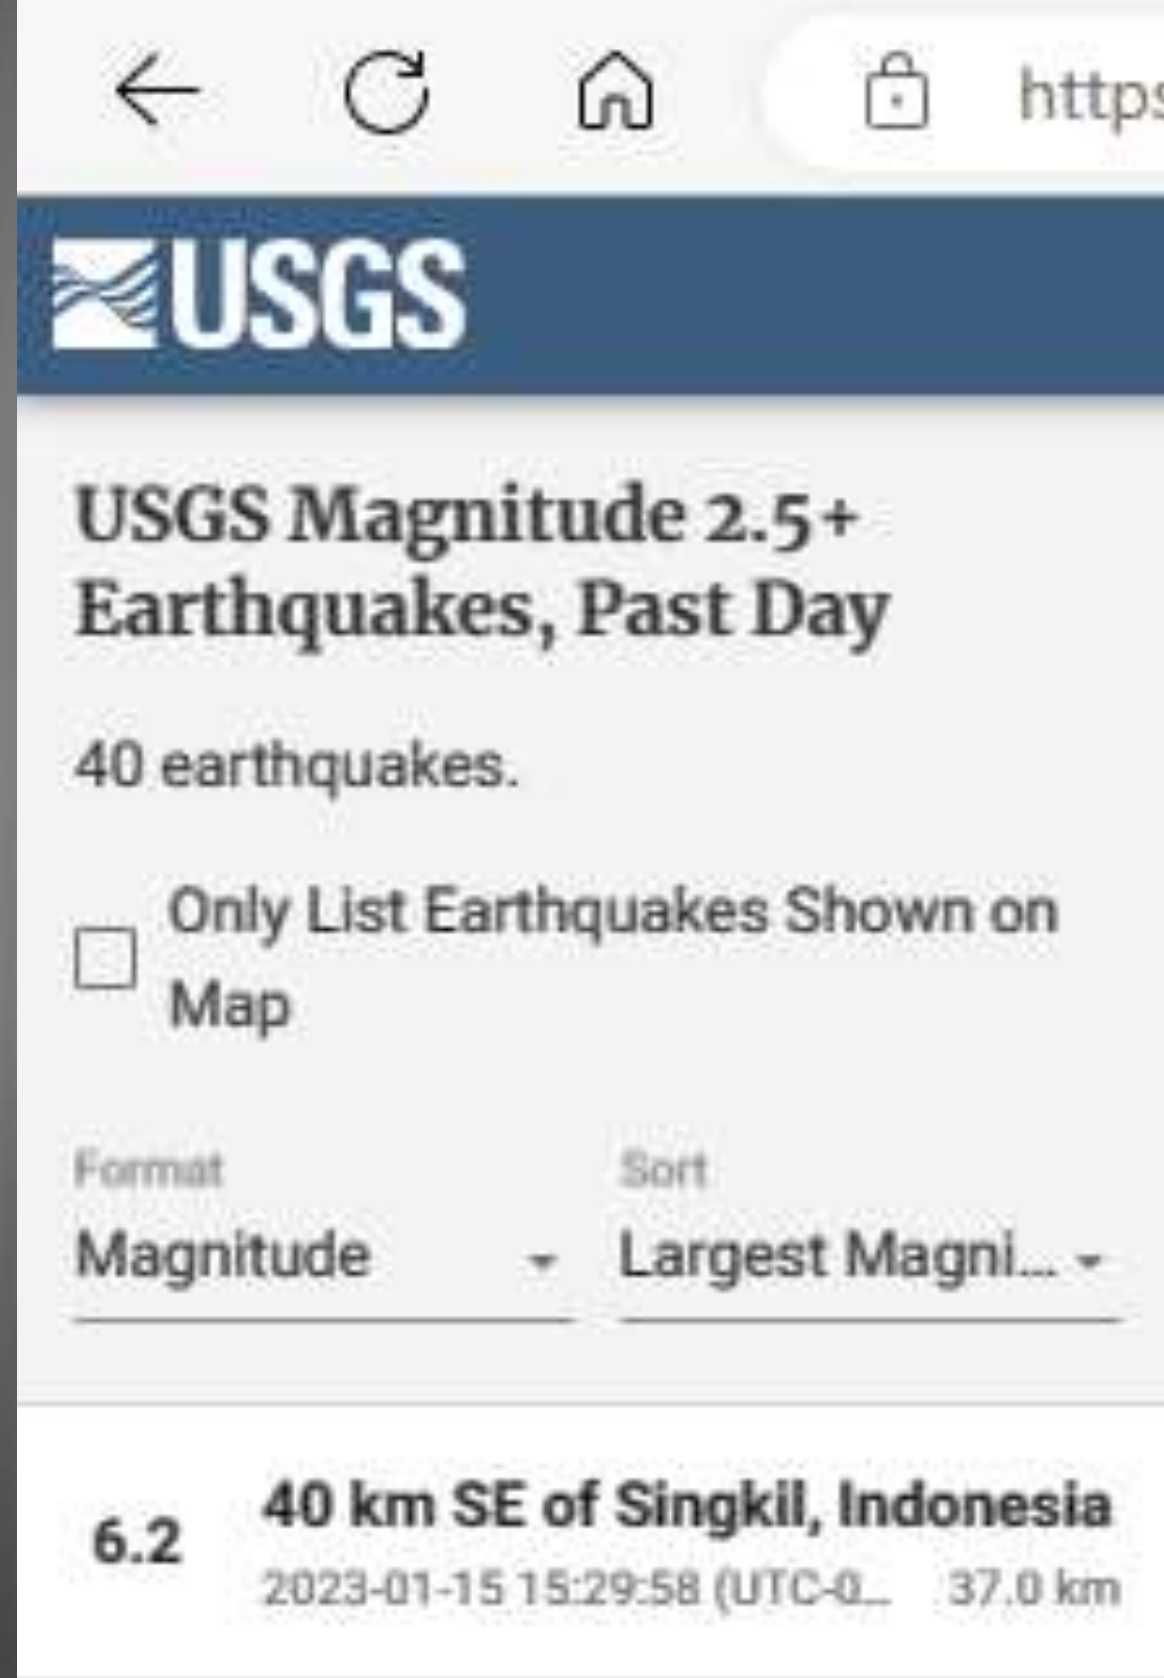 https
USGS
USGS Magnitude 2.5+
Earthquakes, Past Day
40 earthquakes.
Only List Earthquakes Shown on
Map
Format Sort
Magnitude Largest Magni...
40 km SE of Singkil, Indonesia
6.2
2023-01-15 15:29:58 (UTC-0... 37.0 km